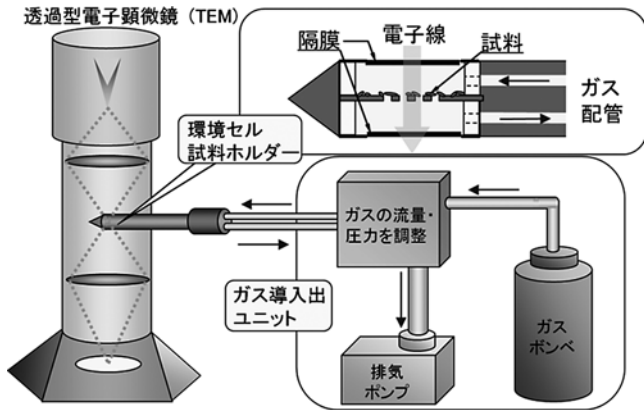 透過型電子顕微鏡（TEM）
隔膜
電子線
試料
ガス
配管
環境セル
試料ホルダー
ガスの流量・
圧力を調整
ガス導入出
ユニット
ガス
ボンベ
排気
ポンプ